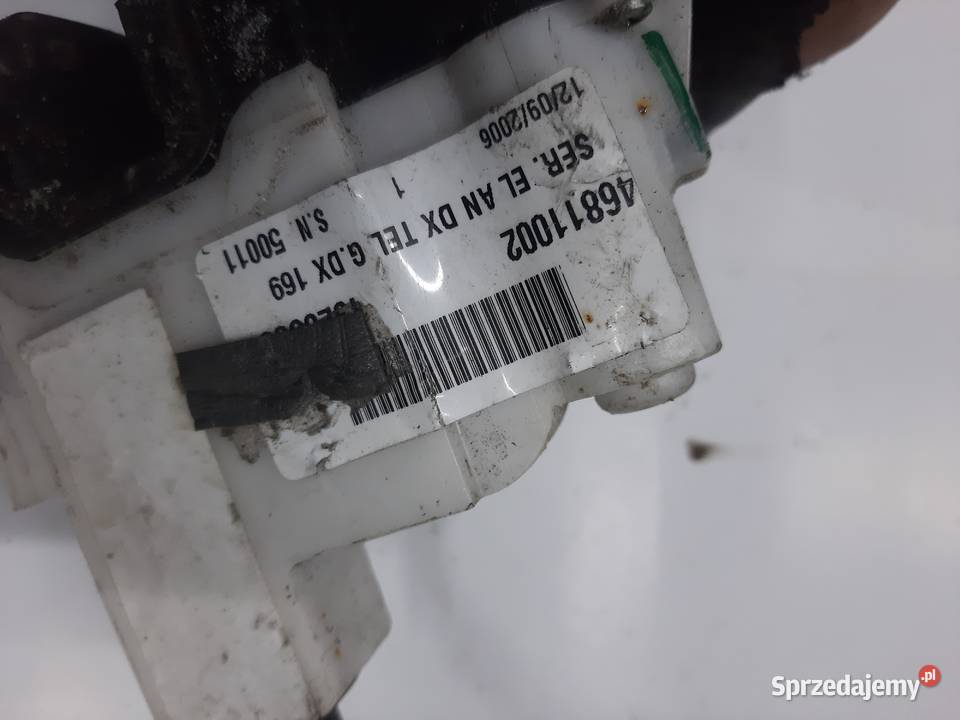 46811002
SER. EL AN DX TEL G.DX 169
12/09/2006 1 S.N. 50011
Sprzedajemy.pl